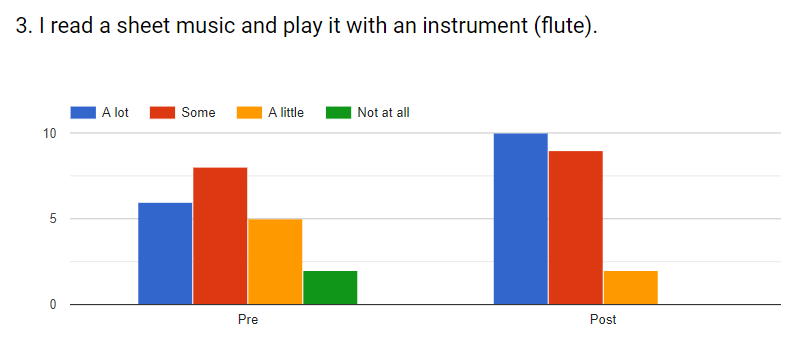 3. I read a sheet music and play it with an instrument (flute).
A lot Some A little Not at all
10
5
0
Pre Post